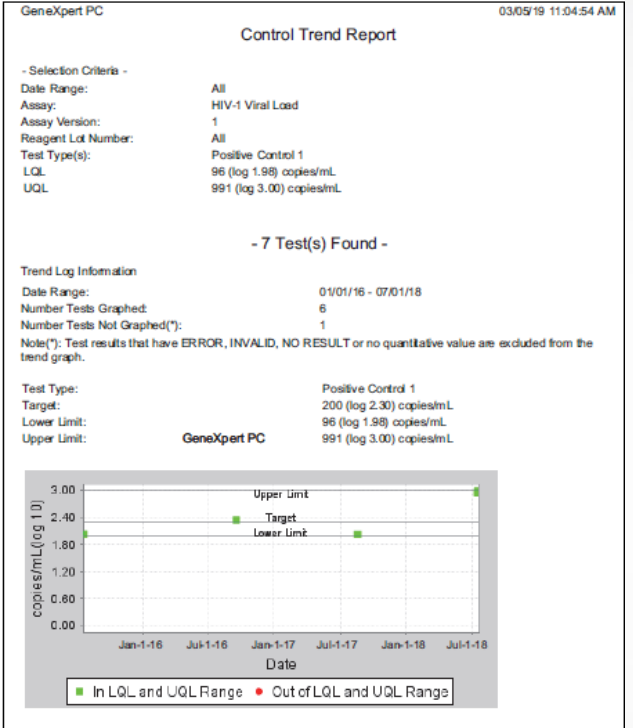 GeneXpert PC 03/05/19 11:04:54 AM
Control Trend Report
- Selection Criteria -
Date Range: All
Assay: HIV-1 Viral Load
Assay Version: 1
Reagent Lot Number: All
Test Type(s): Positive Control 1
LQL 96 (log 1.98) copies/mL
UQL 991 (log 3.00) copies/mL
- 7 Test(s) Found -
Trend Log Information
Date Range: 01/01/16 - 07/01/18
Number Tests Graphed: 6
Number Tests Not Graphed(*): 1
Note(*): Test results that have ERROR, INVALID, NO RESULT or no quantitative value are excluded from the
trend graph.
Test Type: Positive Control 1
Target: 200 (log 2.30) copies/mL
Lower Limit: 96 (log 1.98) copies/mL
Upper Limit: GeneXpert PC 991 (log 3.00) copies/mL
copies/mL(log 10)
3.00 Upper Limit
2.40 Target
Lower Limit
1.80
1.20
0.60
0.00
Jan-1-16 Jul-1-16 Jan-1-17 Jul-1-17 Jan-1-18 Jul-1-18
Date
In LQL and UQL Range Out of LQL and UQL Range